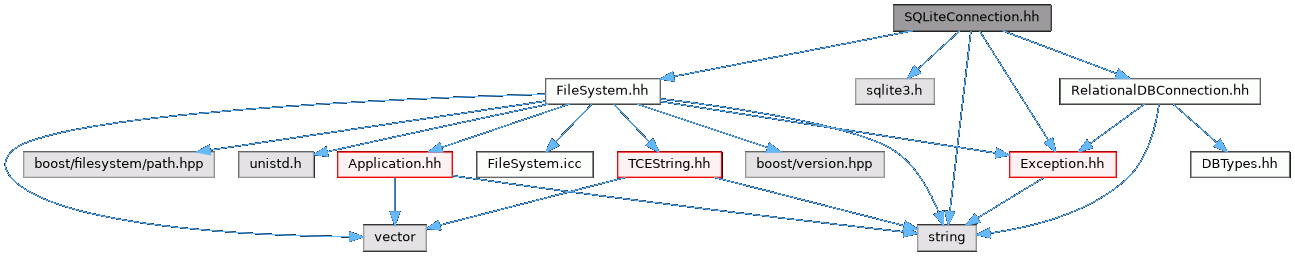 SQLiteConnection.hh
FileSystem.hh
sqlite3.h
RelationalDBConnection.hh
boost/filesystem/path.hpp
unistd.h
Application.hh
FileSystem.icc
TCEString.hh
boost/version.hpp
Exception.hh
DBTypes.hh
vector
string